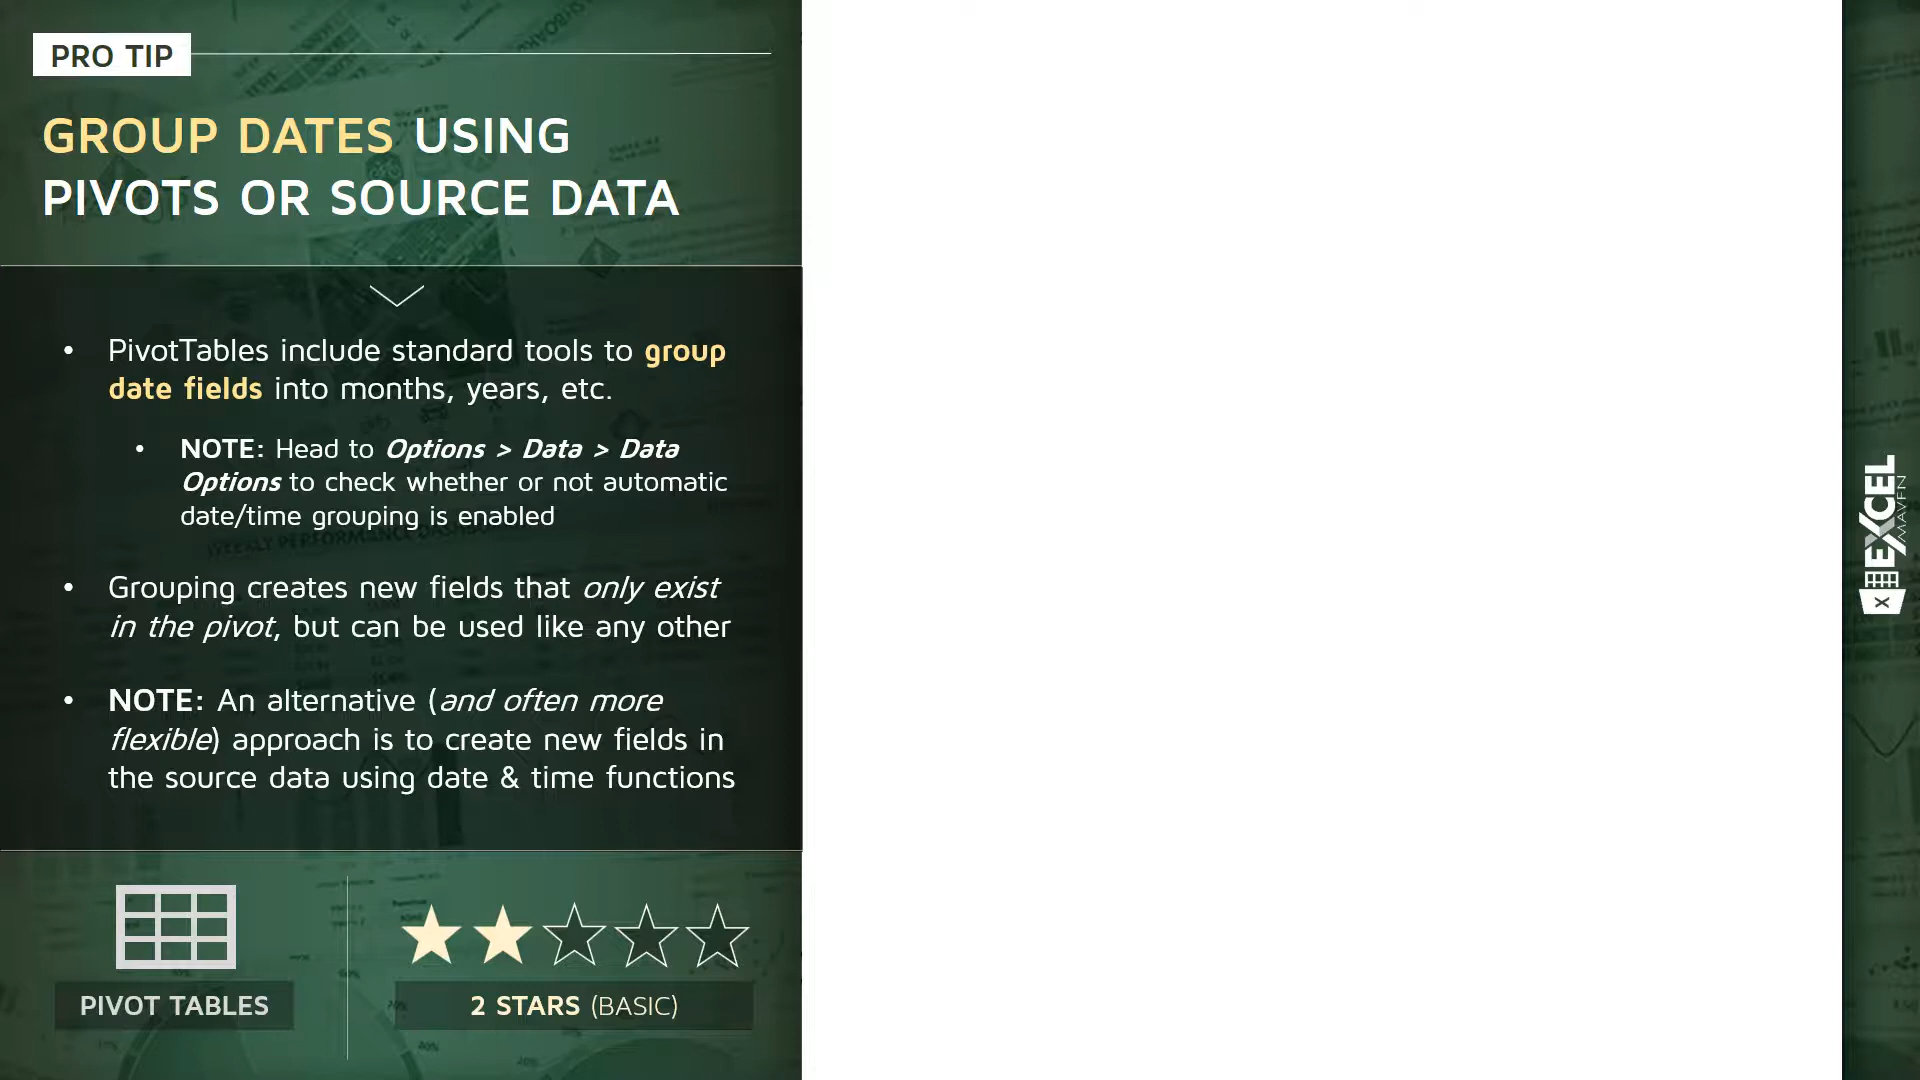 PRO TIP
GROUP DATES USING
PIVOTS OR SOURCE DATA
• PivotTables include standard tools to group
date fields into months, years, etc.
• NOTE: Head to Options > Data > Data
Options to check whether or not automatic
date/time grouping is enabled
• Grouping creates new fields that only exist
in the pivot, but can be used like any other
• NOTE: An alternative (and often more
flexible) approach is to create new fields in
the source data using date & time functions
PIVOT TABLES
2 STARS (BASIC)
X
EXCEL
MAVEN
WEEKLY PERFORMANCE